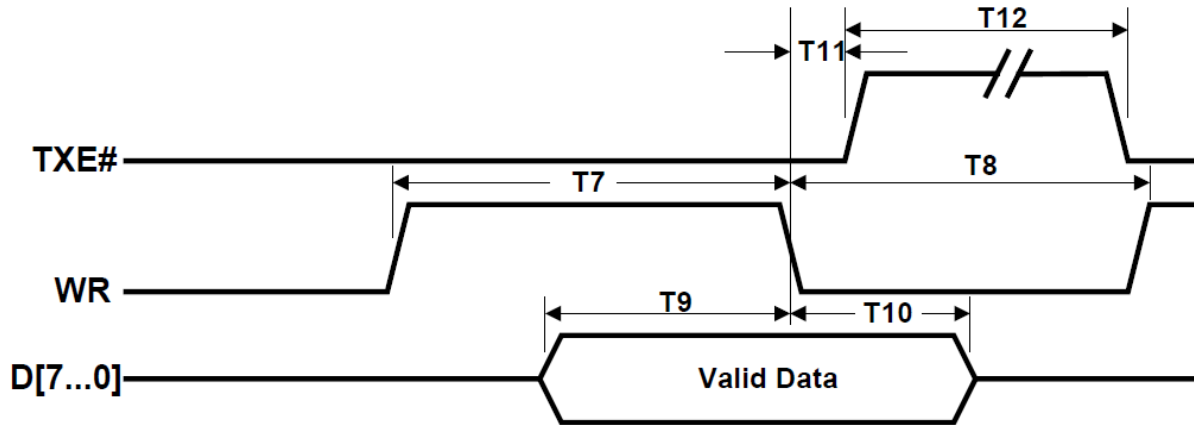 T12
T11
TXE#
T7
T8
WR
T9
T10
D[7...0]
Valid Data